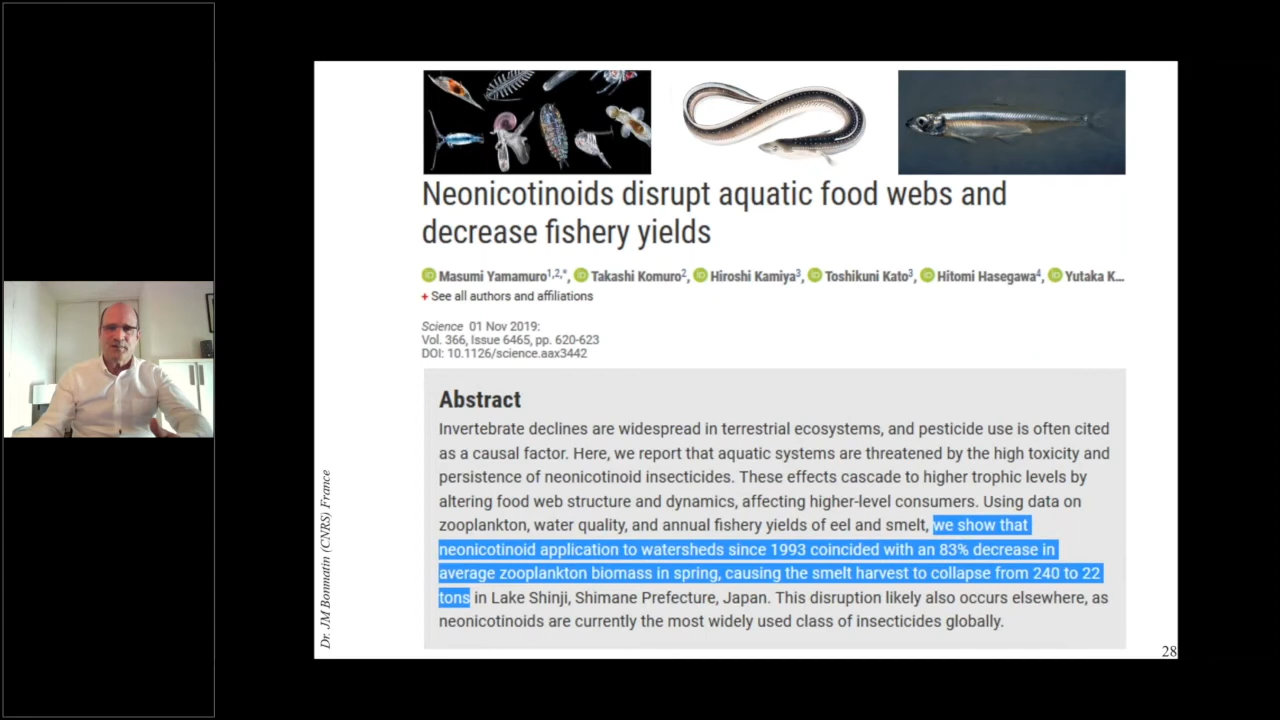 Neonicotinoids disrupt aquatic food webs and
decrease fishery yields
Masumi Yamamuro1,2,*, Takashi Komuro2, Hiroshi Kamiya3, Toshikuni Kato3, Hitomi Hasegawa4, Yutaka K...
+ See all authors and affiliations
Science 01 Nov 2019:
Vol. 366, Issue 6465, pp. 620-623
DOI: 10.1126/science.aax3442
Abstract
Invertebrate declines are widespread in terrestrial ecosystems, and pesticide use is often cited
as a causal factor. Here, we report that aquatic systems are threatened by the high toxicity and
persistence of neonicotinoid insecticides. These effects cascade to higher trophic levels by
altering food web structure and dynamics, affecting higher-level consumers. Using data on
zooplankton, water quality, and annual fishery yields of eel and smelt, we show that
neonicotinoid application to watersheds since 1993 coincided with an 83% decrease in
average zooplankton biomass in spring, causing the smelt harvest to collapse from 240 to 22
tons in Lake Shinji, Shimane Prefecture, Japan. This disruption likely also occurs elsewhere, as
neonicotinoids are currently the most widely used class of insecticides globally.
Dr. JM Bonmatin (CNRS) France
28